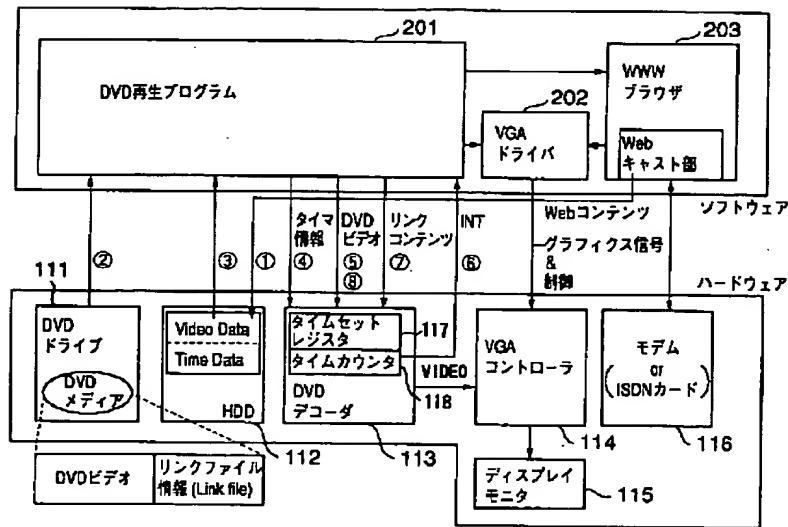 201
203
DVD再生プログラム
WWW
ブラウザ
202
VGA
ドライバ
Web
キャスト部
タイマ
情報
④
DVD
ビデオ
⑤
⑧
リンク
コンテンツ
⑦
INT
⑥
Webコンテンツ
ソフトウェア
グラフィクス信号
&
制御
②
③
①
111
ハードウェア
DVD
ドライブ
DVD
メディア
Video Data
Time Data
HDD
112
タイムセット
レジスタ
117
タイムカウンタ
118
DVD
デコーダ
113
VIDEO
VGA
コントローラ
114
モデム
or
(ISDNカード)
116
DVDビデオ
リンクファイル
情報 (Link file)
ディスプレイ
モニタ
115